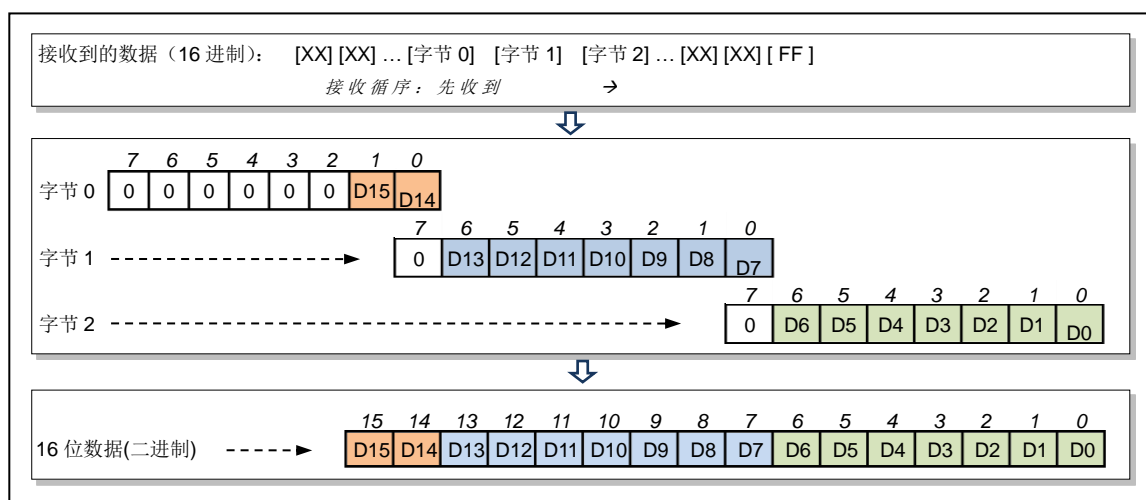 接收到的数据（16 进制）： [XX] [XX] … [字节 0] [字节 1] [字节 2] … [XX] [XX] [ FF ]
接收循序：先收到 →
7 6 5 4 3 2 1 0
字节 0 0 0 0 0 0 0 D15 D14
7 6 5 4 3 2 1 0
字节 1 0 D13 D12 D11 D10 D9 D8 D7
7 6 5 4 3 2 1 0
字节 2 0 D6 D5 D4 D3 D2 D1 D0
15 14 13 12 11 10 9 8 7 6 5 4 3 2 1 0
16 位数据(二进制) D15 D14 D13 D12 D11 D10 D9 D8 D7 D6 D5 D4 D3 D2 D1 D0